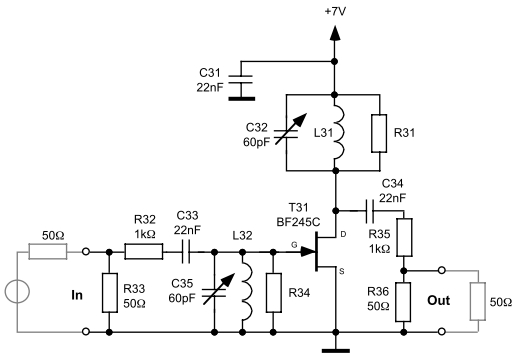 +7V
C31
22nF
C32
60pF
L31
R31
C34
22nF
T31
BF245C
D
G
S
R35
1kΩ
R32
1kΩ
C33
22nF
L32
50Ω
In
R33
50Ω
C35
60pF
R34
R36
50Ω
Out
50Ω